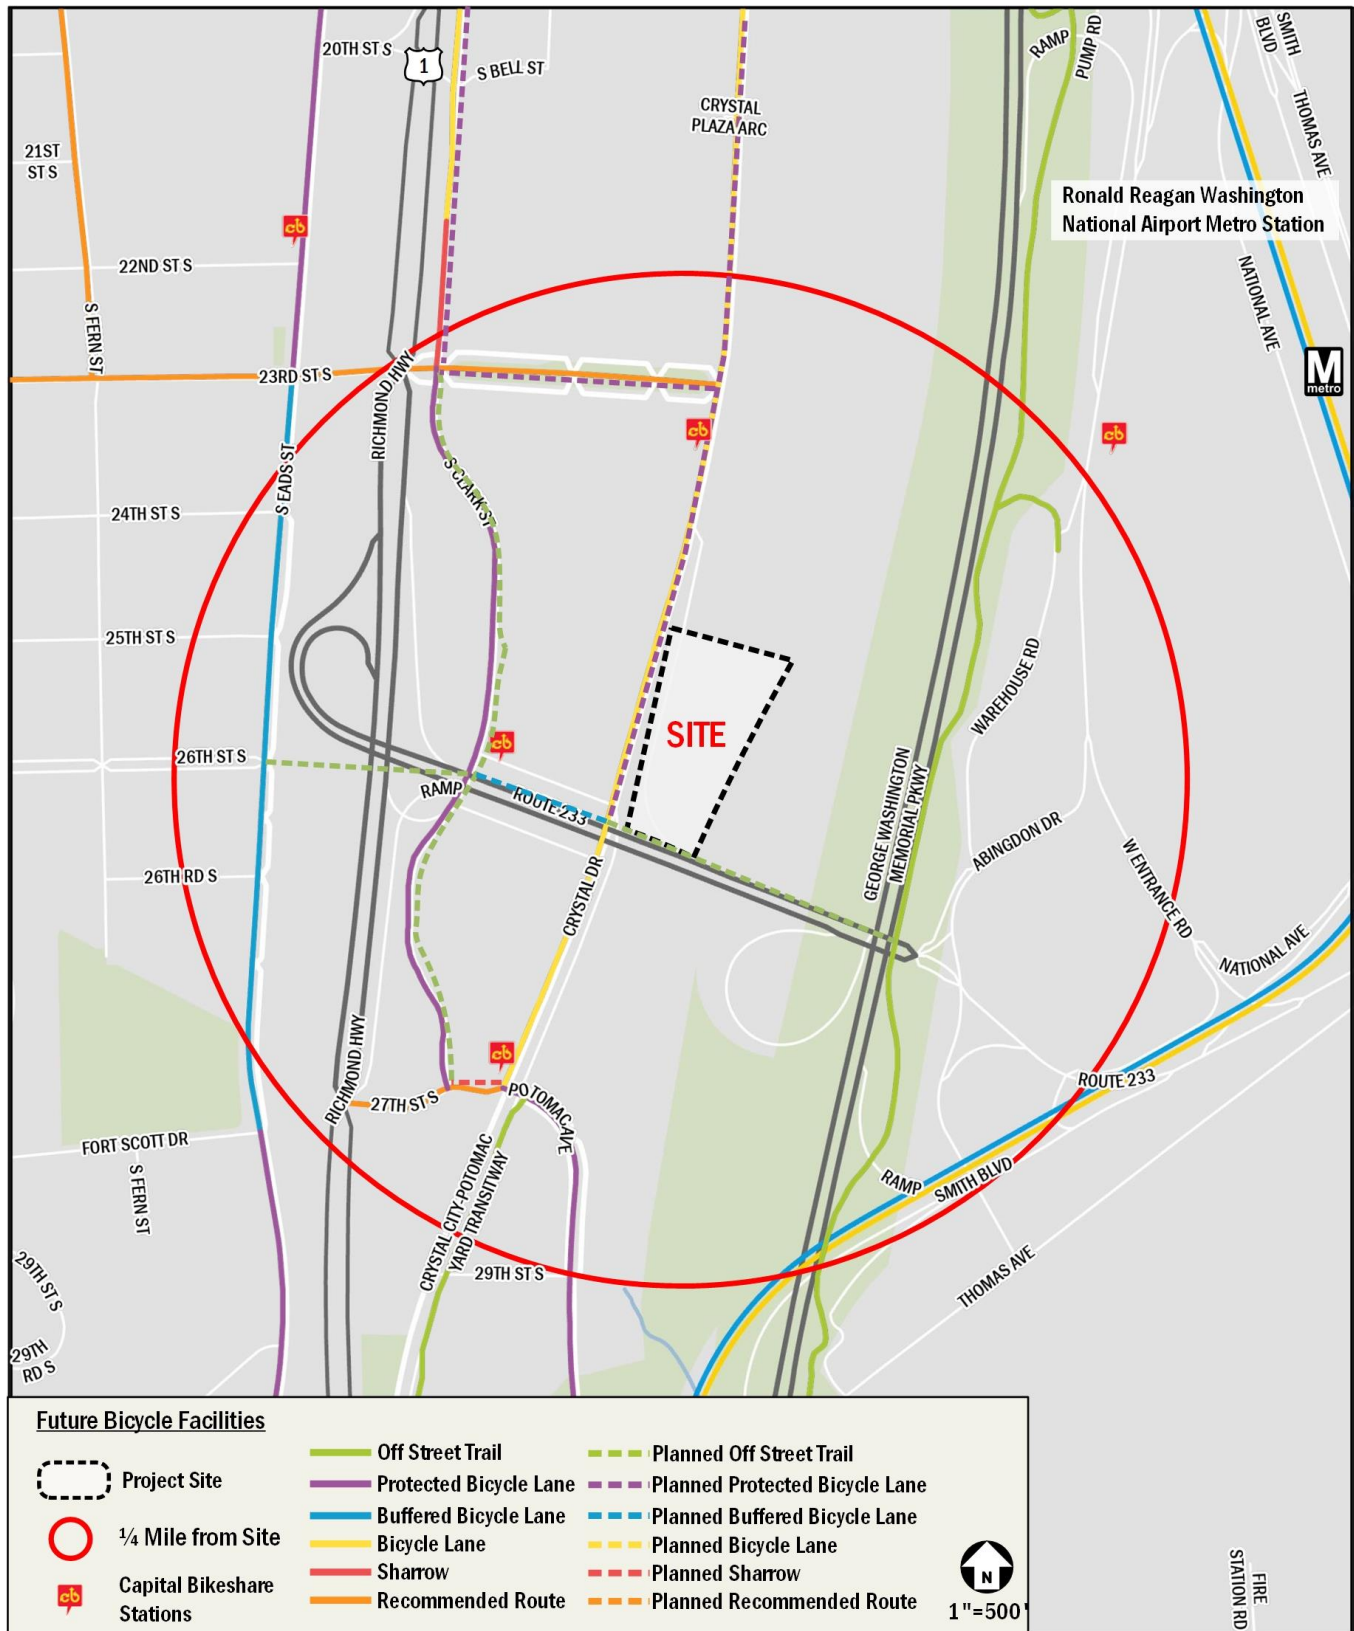 20TH ST S
1
S BELL ST
CRYSTAL
PLAZA ARC
RAMP
PUMP RD
SMITH
BLVD
THOMAS AVE
21ST
ST S
Ronald Reagan Washington
National Airport Metro Station
cb
22ND ST S
NATIONAL AVE
S FERN ST
M
metro
23RD ST S
RICHMOND HWY
cb
cb
S EADS ST
S CLARK ST
24TH ST S
25TH ST S
WAREHOUSE RD
SITE
cb
26TH ST S
RAMP
ROUTE 233
GEORGE WASHINGTON
MEMORIAL PKWY
ABINGDON DR
W ENTRANCE RD
26TH RD S
CRYSTAL DR
NATIONAL AVE
cb
RICHMOND HWY
27TH ST S
POTOMAC AVE
ROUTE 233
FORT SCOTT DR
S FERN ST
CRYSTAL CITY-POTOMAC
YARD TRANSITWAY
RAMP
SMITH BLVD
29TH ST S
29TH ST S
THOMAS AVE
29TH
RD S
Future Bicycle Facilities
Project Site
¼ Mile from Site
cb
Capital Bikeshare
Stations
Off Street Trail
Protected Bicycle Lane
Buffered Bicycle Lane
Bicycle Lane
Sharrow
Recommended Route
Planned Off Street Trail
Planned Protected Bicycle Lane
Planned Buffered Bicycle Lane
Planned Bicycle Lane
Planned Sharrow
Planned Recommended Route
N
1"=500'
FIRE
STATION RD